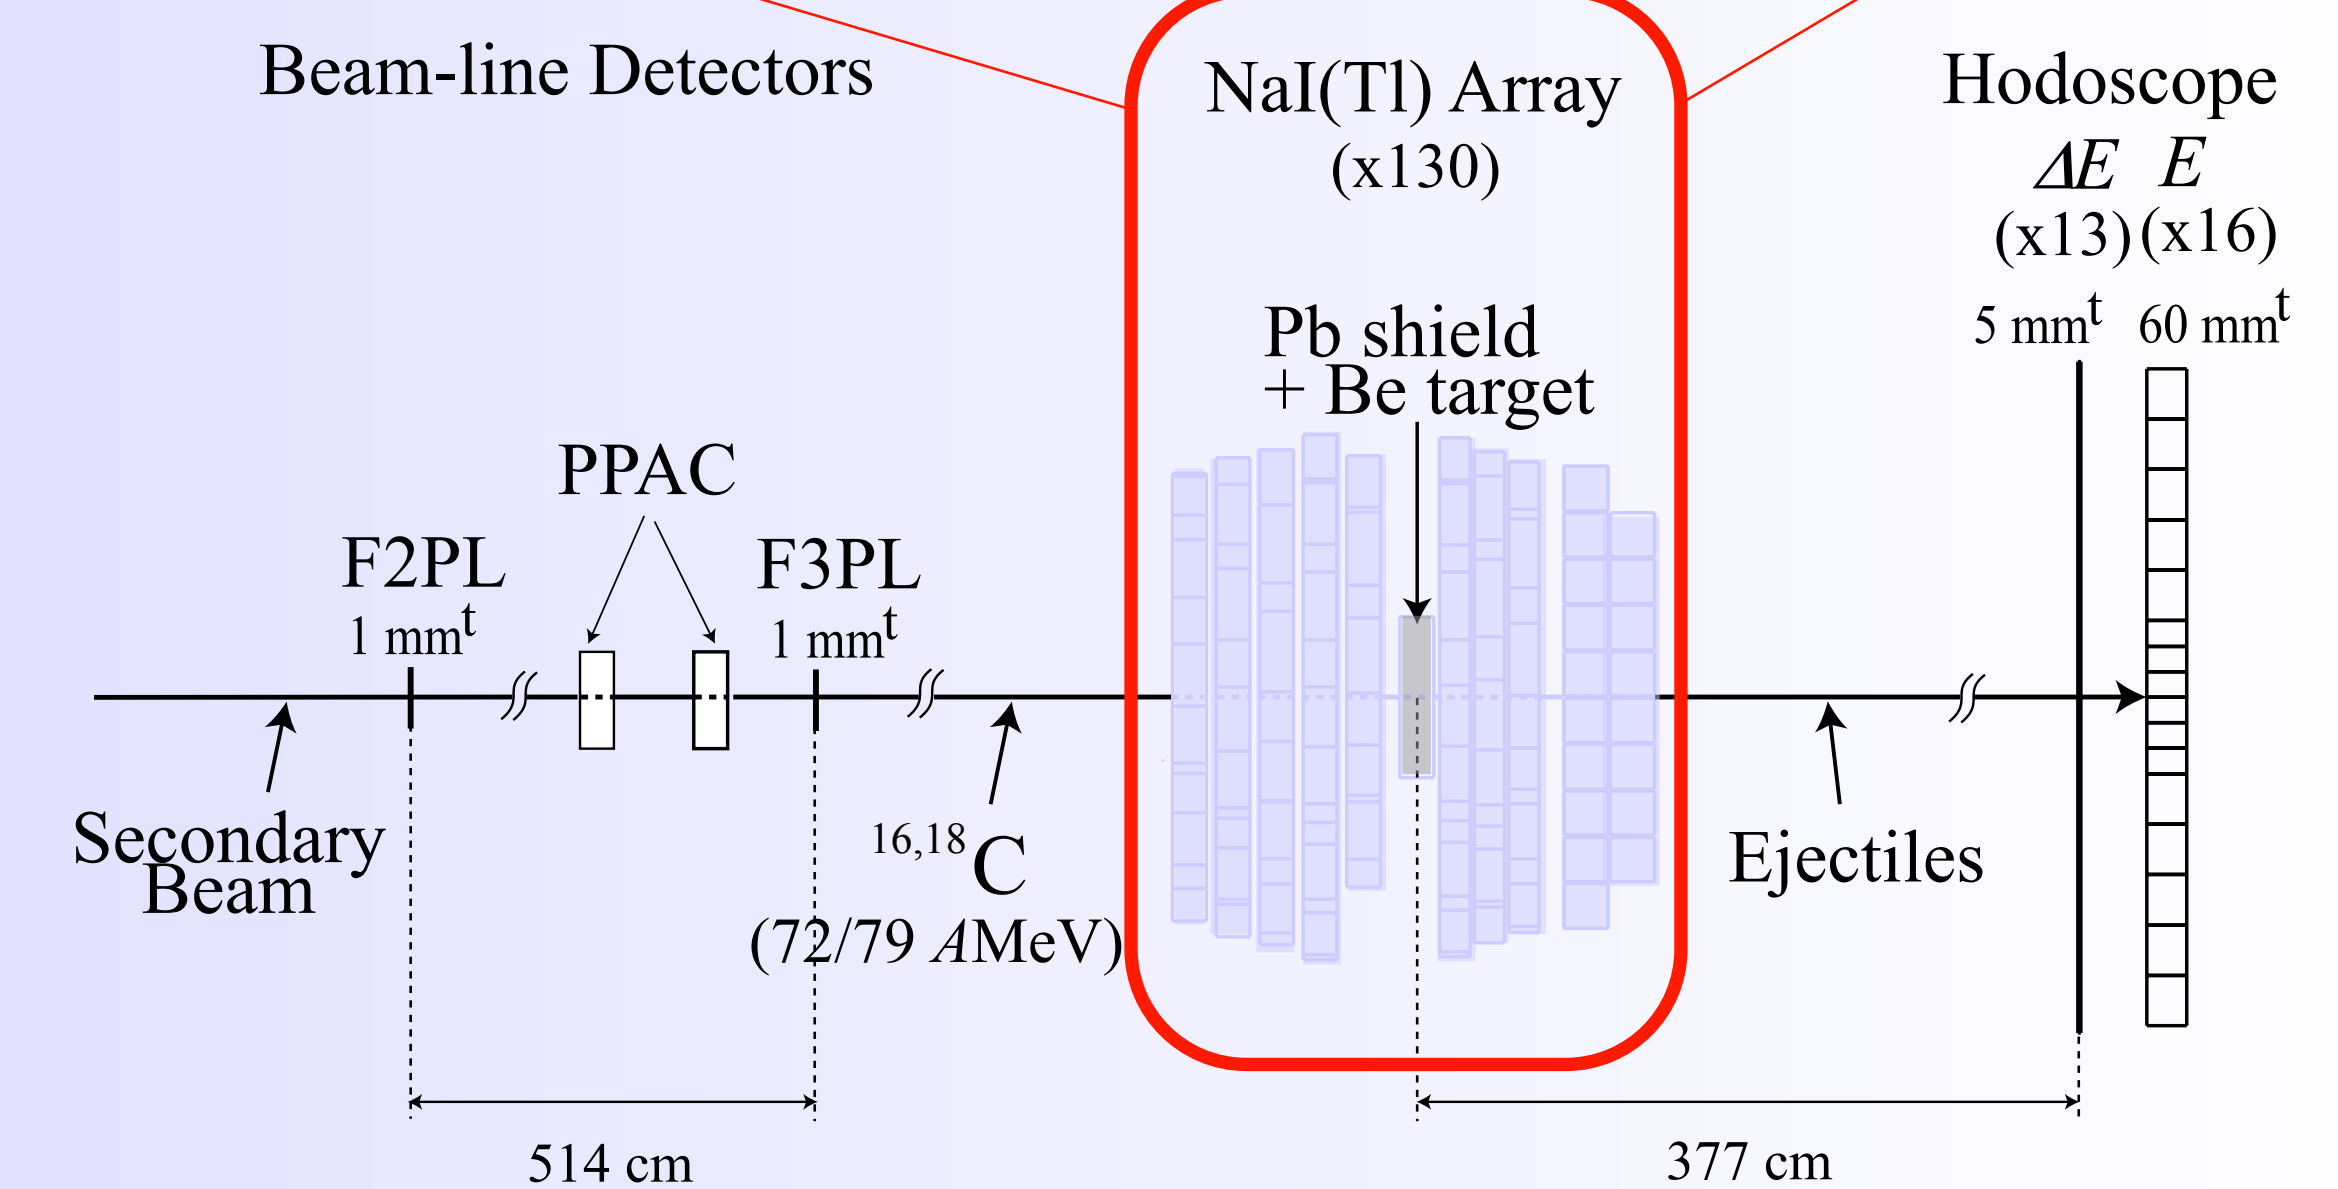 Beam-line Detectors
NaI(Tl) Array
(x130)
Hodoscope
ΔE E
(x13) (x16)
5 mmᵗ 60 mmᵗ
Pb shield
+ Be target
PPAC
F2PL
1 mmᵗ
F3PL
1 mmᵗ
Secondary
Beam
¹⁶,¹⁸C
(72/79 AMeV)
Ejectiles
514 cm
377 cm